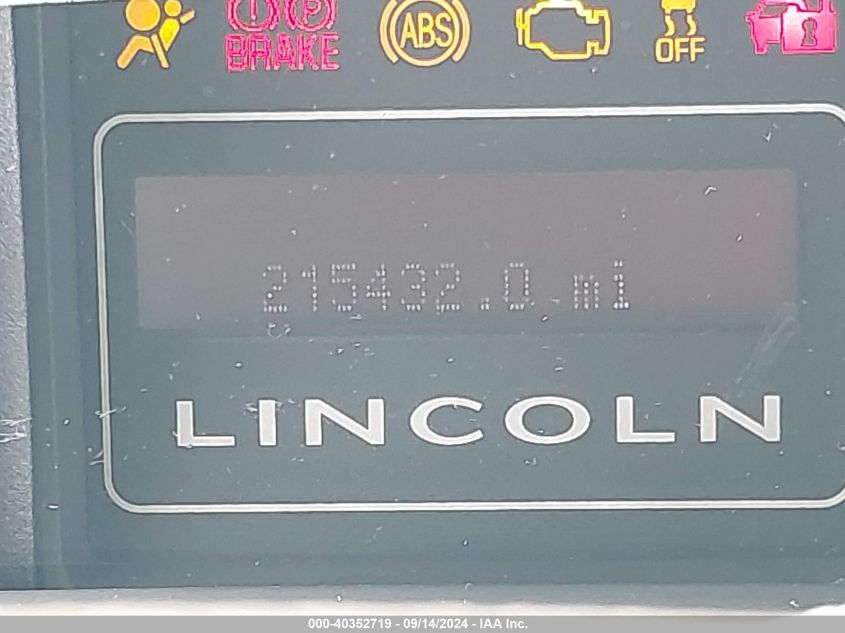 BRAKE
ABS
OFF
215432.0 mi
LINCOLN
000-40352719 - 09/14/2024 - IAA Inc.